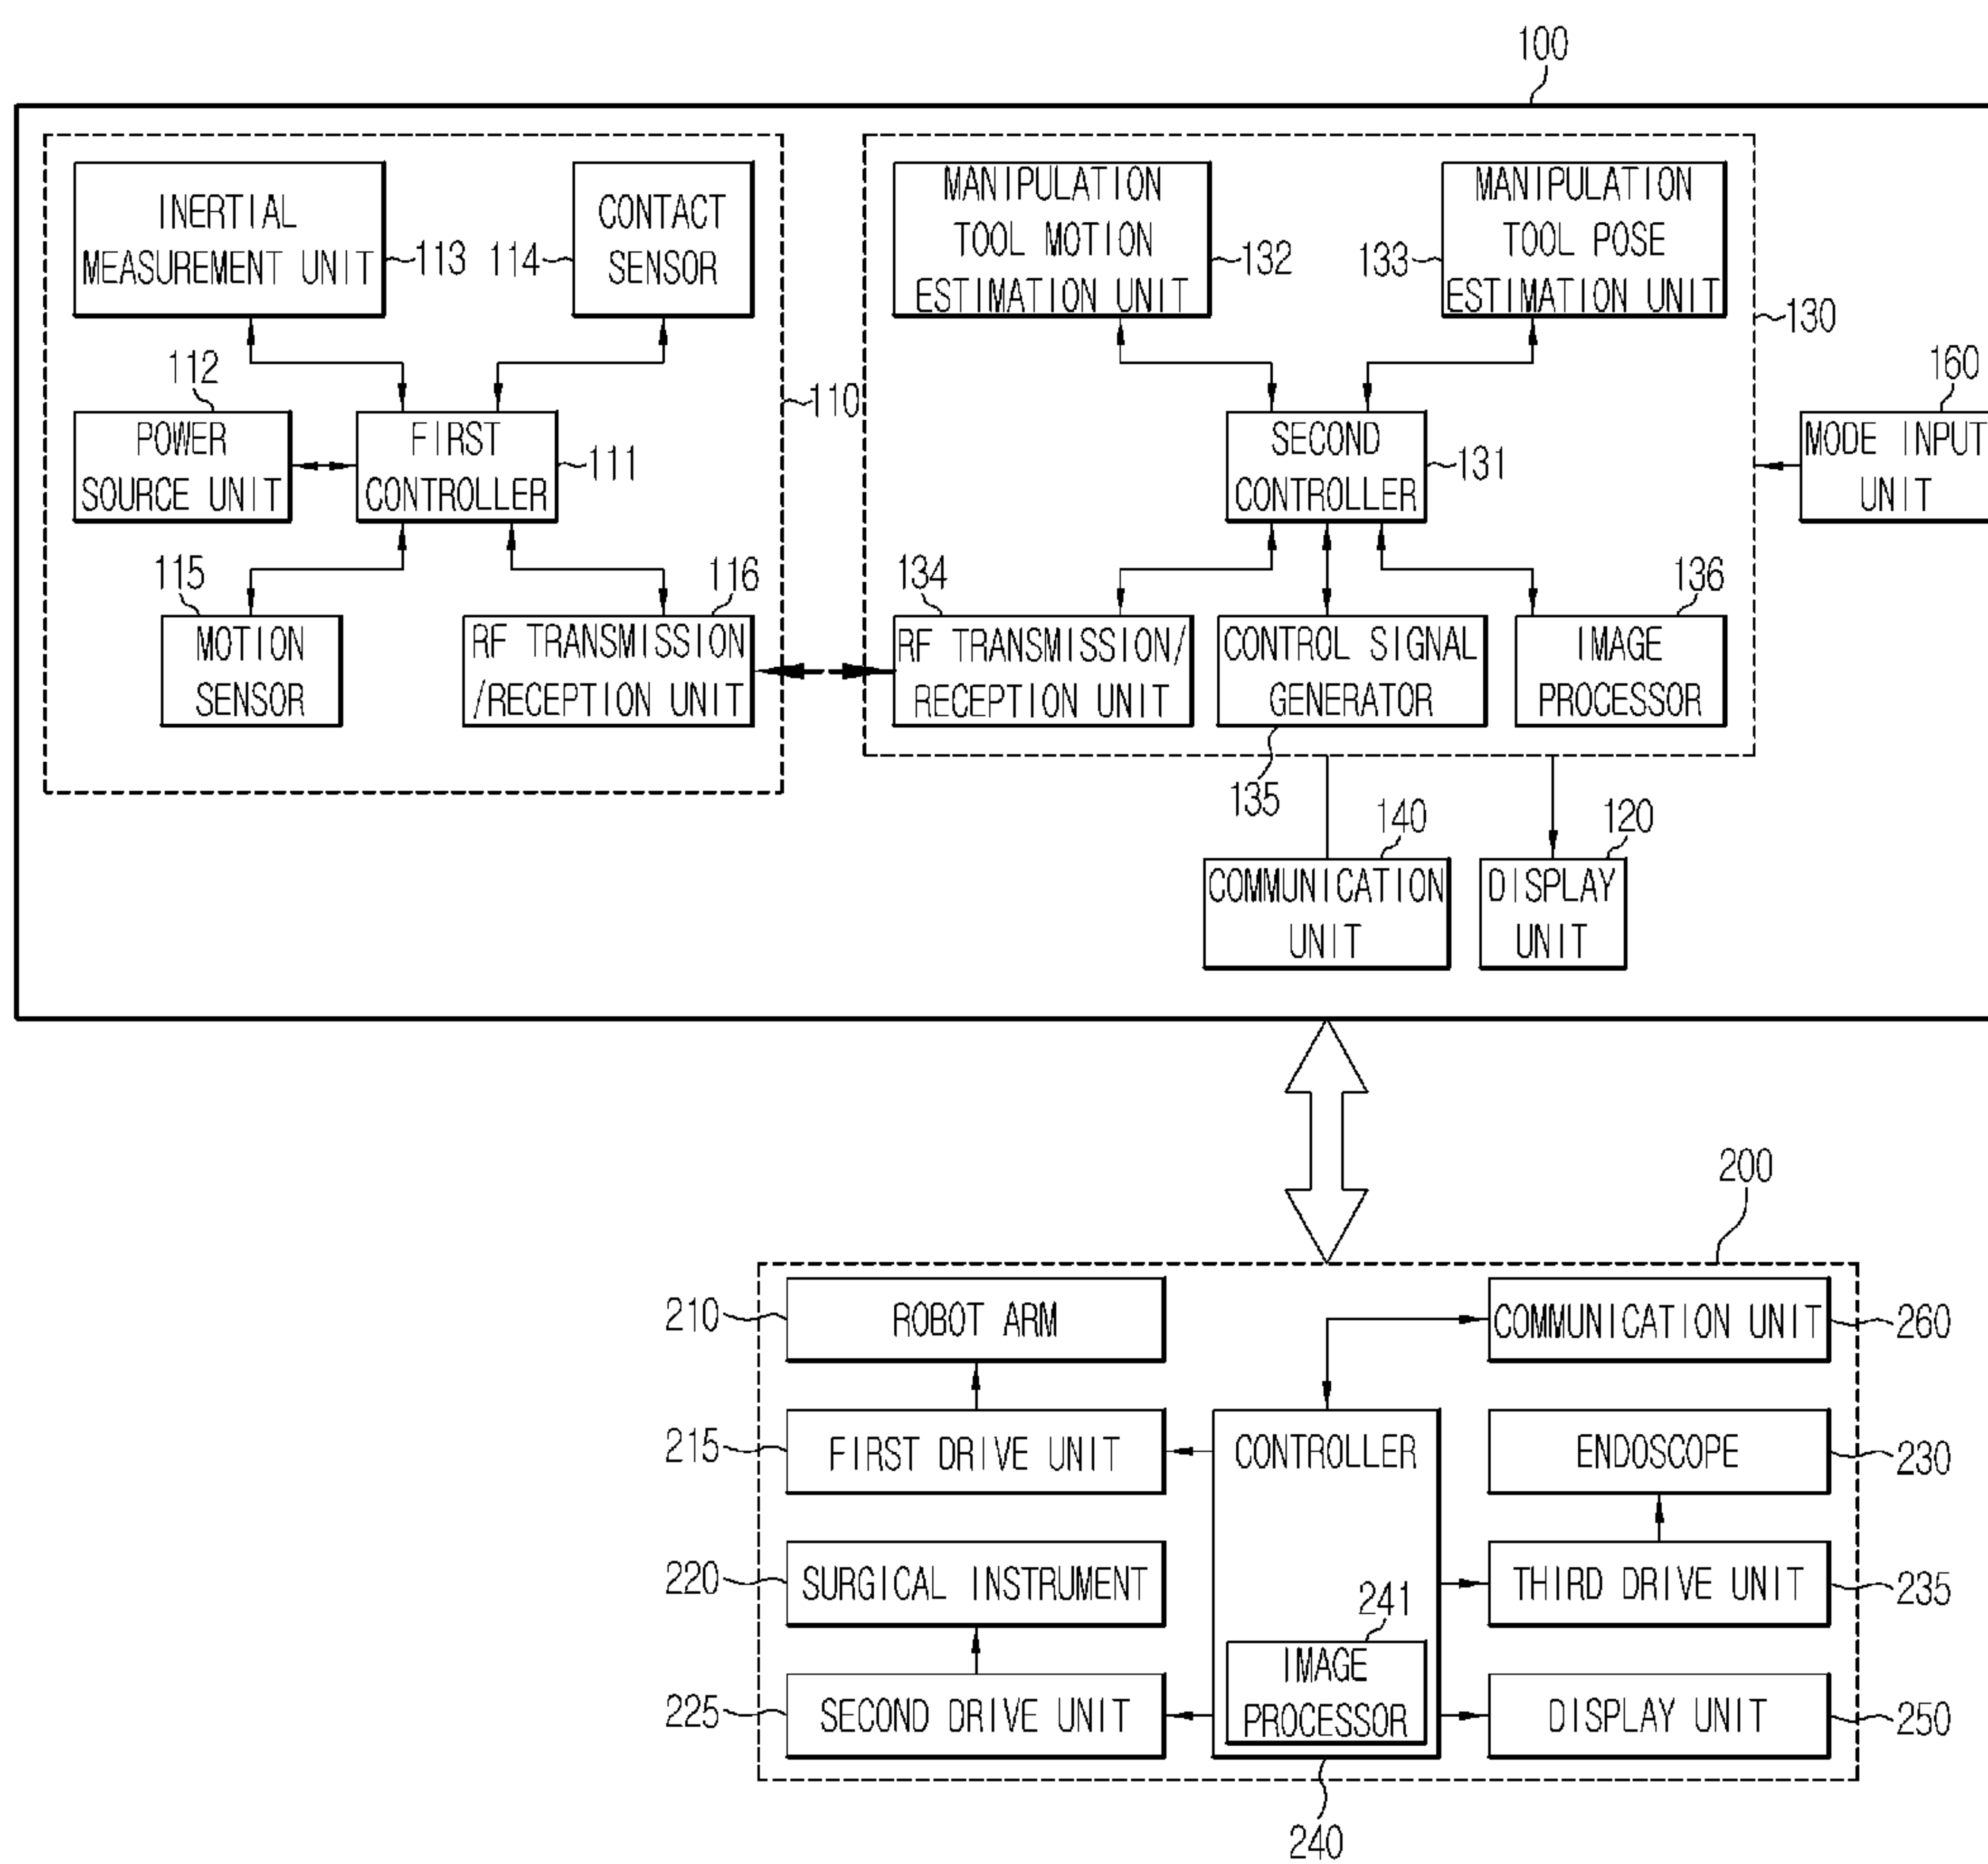 100
INERTIAL
MEASUREMENT UNIT
113
114
CONTACT
SENSOR
MANIPULATION
TOOL MOTION
ESTIMATION UNIT
132
133
MANIPULATION
TOOL POSE
ESTIMATION UNIT
130
112
110
160
POWER
SOURCE UNIT
FIRST
CONTROLLER
111
SECOND
CONTROLLER
131
MODE INPUT
UNIT
115
116
134
136
MOTION
SENSOR
RF TRANSMISSION
/RECEPTION UNIT
RF TRANSMISSION/
RECEPTION UNIT
CONTROL SIGNAL
GENERATOR
IMAGE
PROCESSOR
135
140
120
COMMUNICATION
UNIT
DISPLAY
UNIT
200
210
ROBOT ARM
COMMUNICATION UNIT
260
215
FIRST DRIVE UNIT
CONTROLLER
ENDOSCOPE
230
220
SURGICAL INSTRUMENT
THIRD DRIVE UNIT
235
241
IMAGE
PROCESSOR
225
SECOND DRIVE UNIT
DISPLAY UNIT
250
240